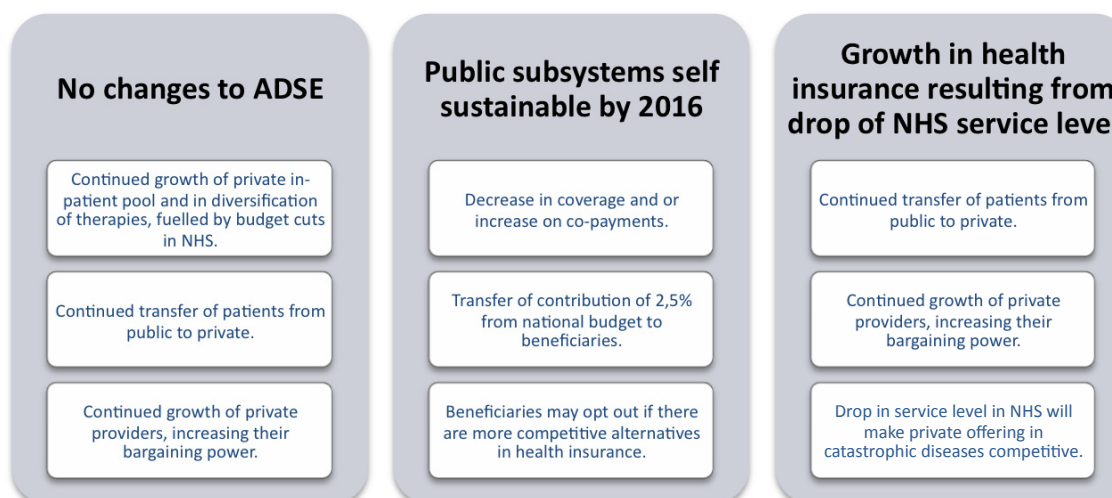 No changes to ADSE
Continued growth of private in-
patient pool and in diversification
of therapies, fuelled by budget cuts
in NHS.
Continued transfer of patients from
public to private.
Continued growth of private
providers, increasing their
bargaining power.
Public subsystems self
sustainable by 2016
Decrease in coverage and or
increase on co-payments.
Transfer of contribution of 2,5%
from national budget to
beneficiaries.
Beneficiaries may opt out if there
are more competitive alternatives
in health insurance.
Growth in health
insurance resulting from
drop of NHS service leve
Continued transfer of patients from
public to private.
Continued growth of private
providers, increasing their
bargaining power.
Drop in service level in NHS will
make private offering in
catastrophic diseases competitive.